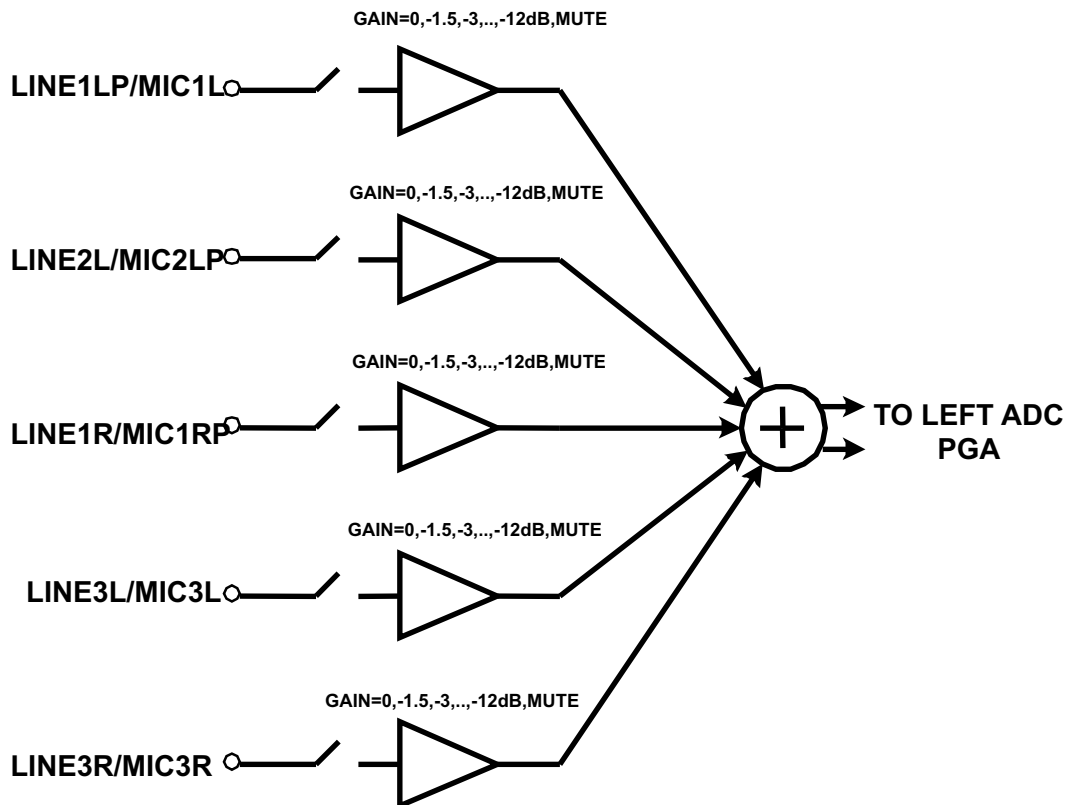 GAIN=0,-1.5,-3,..,-12dB,MUTE
LINE1LP/MIC1L
GAIN=0,-1.5,-3,..,-12dB,MUTE
LINE2L/MIC2LP
GAIN=0,-1.5,-3,..,-12dB,MUTE
LINE1R/MIC1RP
TO LEFT ADC
PGA
GAIN=0,-1.5,-3,..,-12dB,MUTE
LINE3L/MIC3L
GAIN=0,-1.5,-3,..,-12dB,MUTE
LINE3R/MIC3R